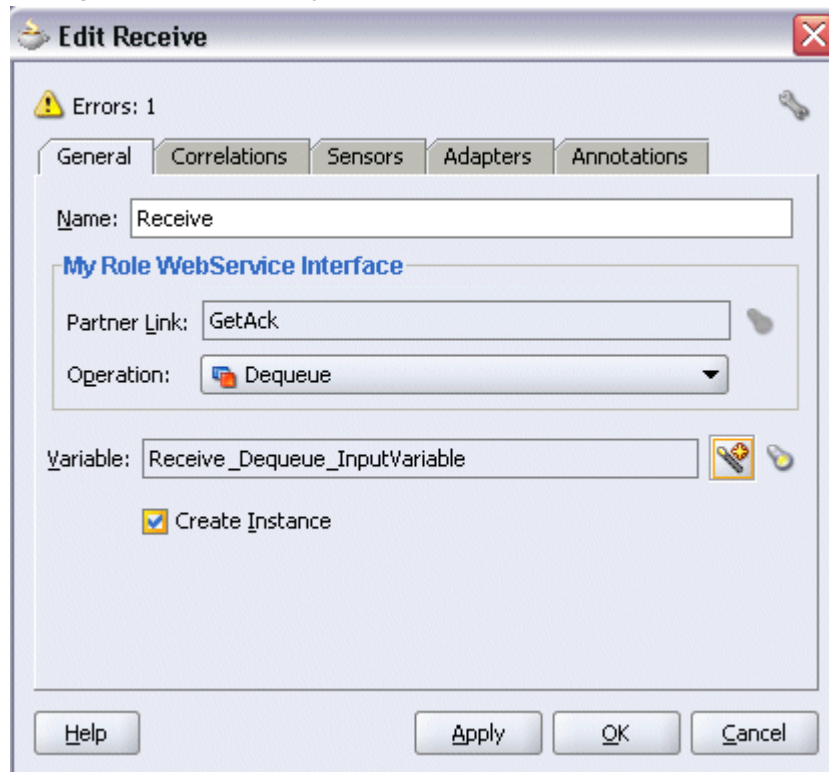 Edit Receive
Errors: 1
General Correlations Sensors Adapters Annotations
Name: Receive
My Role WebService Interface
Partner Link: GetAck
Operation: Dequeue
Variable: Receive_Dequeue_InputVariable
Create Instance
Help Apply OK Cancel